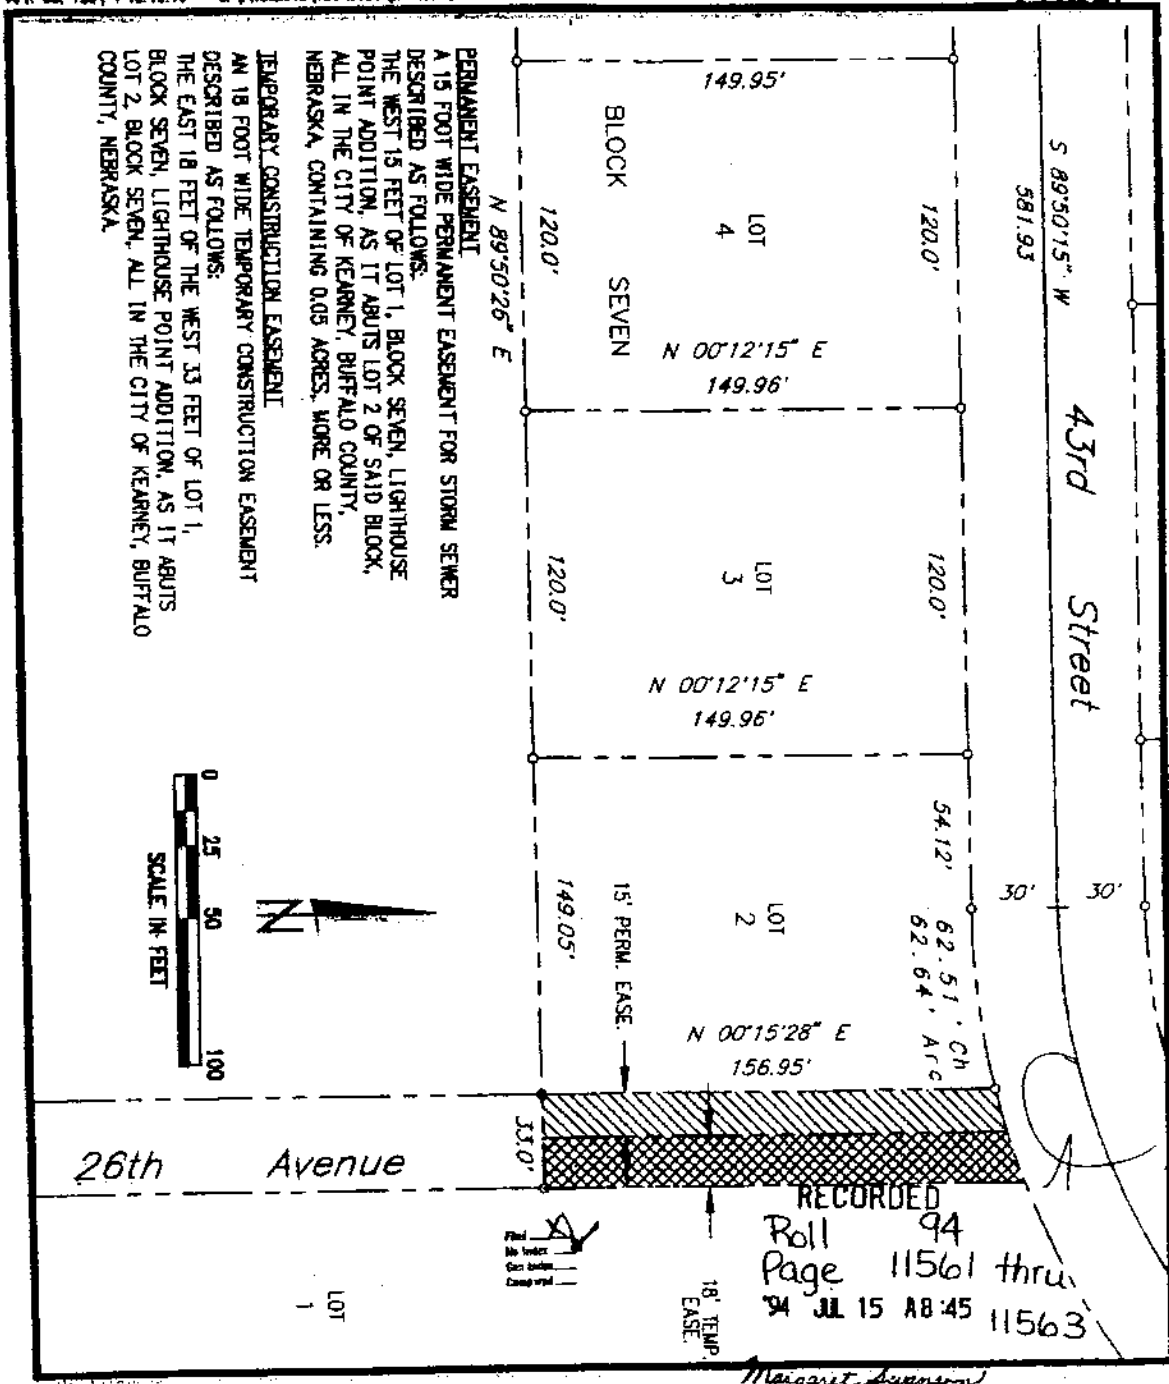 S 89°50'15" W
581.93
43rd Street
30'
30'
149.95'
120.0'
120.0'
54.12'
62.51' Ch
62.64' Arc
BLOCK SEVEN
LOT
4
LOT
3
LOT
2
N 00°12'15" E
149.96'
N 00°12'15" E
149.96'
N 00°15'28" E
156.95'
120.0'
120.0'
149.05'
N 89°50'26" E
15' PERM. EASE.
33.0'
18' TEMP.
EASE.
LOT
1
26th Avenue
PERMANENT EASEMENT
A 15 FOOT WIDE PERMANENT EASEMENT FOR STORM SEWER
DESCRIBED AS FOLLOWS:
THE WEST 15 FEET OF LOT 1, BLOCK SEVEN, LIGHTHOUSE
POINT ADDITION, AS IT ABUTS LOT 2 OF SAID BLOCK,
ALL IN THE CITY OF KEARNEY, BUFFALO COUNTY,
NEBRASKA, CONTAINING 0.05 ACRES, MORE OR LESS.
TEMPORARY CONSTRUCTION EASEMENT
AN 18 FOOT WIDE TEMPORARY CONSTRUCTION EASEMENT
DESCRIBED AS FOLLOWS:
THE EAST 18 FEET OF THE WEST 33 FEET OF LOT 1,
BLOCK SEVEN, LIGHTHOUSE POINT ADDITION, AS IT ABUTS
LOT 2, BLOCK SEVEN, ALL IN THE CITY OF KEARNEY, BUFFALO
COUNTY, NEBRASKA.
0 25 50 100
SCALE IN FEET
N
RECORDED
Roll 94
Page 11561 thru
'94 JUL 15 A8:45 11563
Filed
No Index
Gen Index
Compared
Margaret Swanson